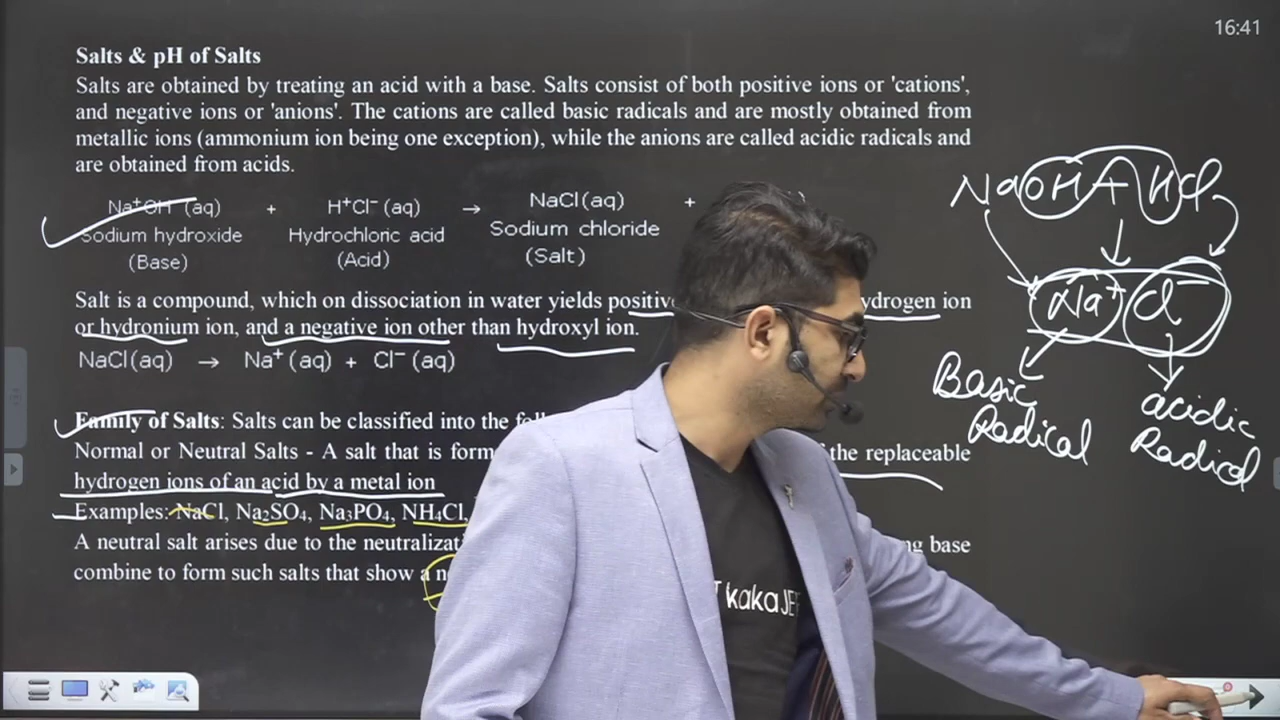 16:41
Salts & pH of Salts
Salts are obtained by treating an acid with a base. Salts consist of both positive ions or 'cations',
and negative ions or 'anions'. The cations are called basic radicals and are mostly obtained from
metallic ions (ammonium ion being one exception), while the anions are called acidic radicals and
are obtained from acids.
Na⁺OH⁻ (aq) + H⁺Cl⁻ (aq) → NaCl (aq) +
Sodium hydroxide Hydrochloric acid Sodium chloride
(Base) (Acid) (Salt)
Salt is a compound, which on dissociation in water yields ion
or hydronium ion, and a negative ion other than hydroxyl ion.
NaCl (aq) → Na⁺ (aq) + Cl⁻ (aq)
Family of Salts: Salts can be classified into the
Normal or Neutral Salts - A salt that is the replaceable
hydrogen ions of an acid by a metal ion
Examples: NaCl, Na₂SO₄, Na₃PO₄, NH₄Cl,
A neutral salt arises due to the base
combine to form such salts that show a
NaOH + HCl
Na⁺ Cl⁻
Basic
Radical
acidic
Radical
kaka JEE